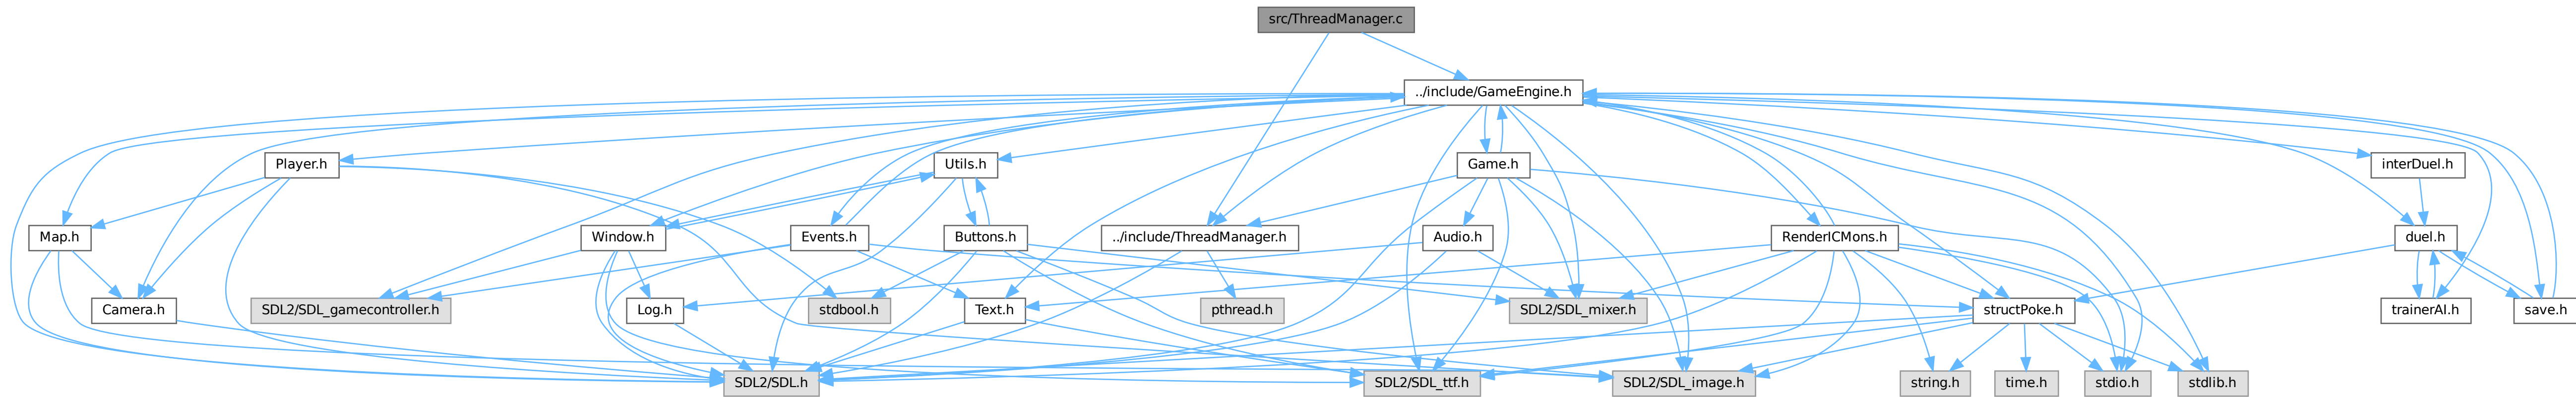 src/ThreadManager.c
../include/GameEngine.h
Player.h
Utils.h
Game.h
interDuel.h
Map.h
Window.h
Events.h
Buttons.h
../include/ThreadManager.h
Audio.h
RenderICMons.h
duel.h
Camera.h
SDL2/SDL_gamecontroller.h
Log.h
stdbool.h
Text.h
pthread.h
SDL2/SDL_mixer.h
structPoke.h
trainerAI.h
save.h
SDL2/SDL.h
SDL2/SDL_ttf.h
SDL2/SDL_image.h
string.h
time.h
stdio.h
stdlib.h